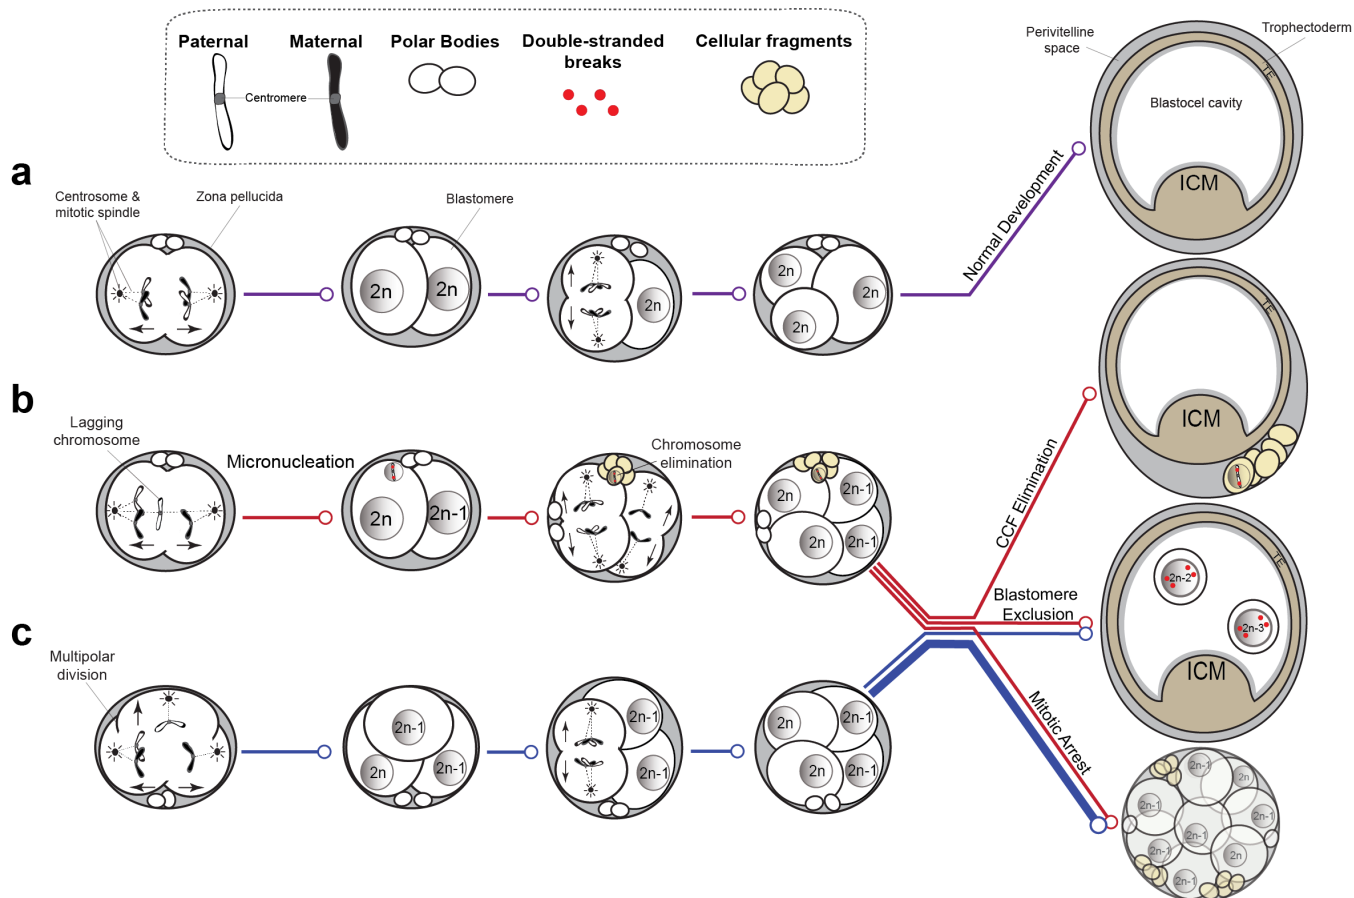 Paternal
Maternal
Polar Bodies
Double-stranded
breaks
Cellular fragments
Centromere
Perivitelline
space
Trophectoderm
TE
Blastocel cavity
ICM
a
Centrosome &
mitotic spindle
Zona pellucida
Blastomere
2n
2n
2n
2n
2n
2n
Normal Development
TE
ICM
b
Lagging
chromosome
Micronucleation
2n
2n-1
Chromosome
elimination
2n
2n-1
2n
2n-1
CCF Elimination
Blastomere
Exclusion
TE
2n-2
2n-3
ICM
c
Multipolar
division
2n-1
2n
2n-1
2n-1
2n-1
2n
2n-1
2n
2n-1
Mitotic Arrest
2n-1
2n
2n-1
2n-1
2n-1
2n-1
2n
2n-1